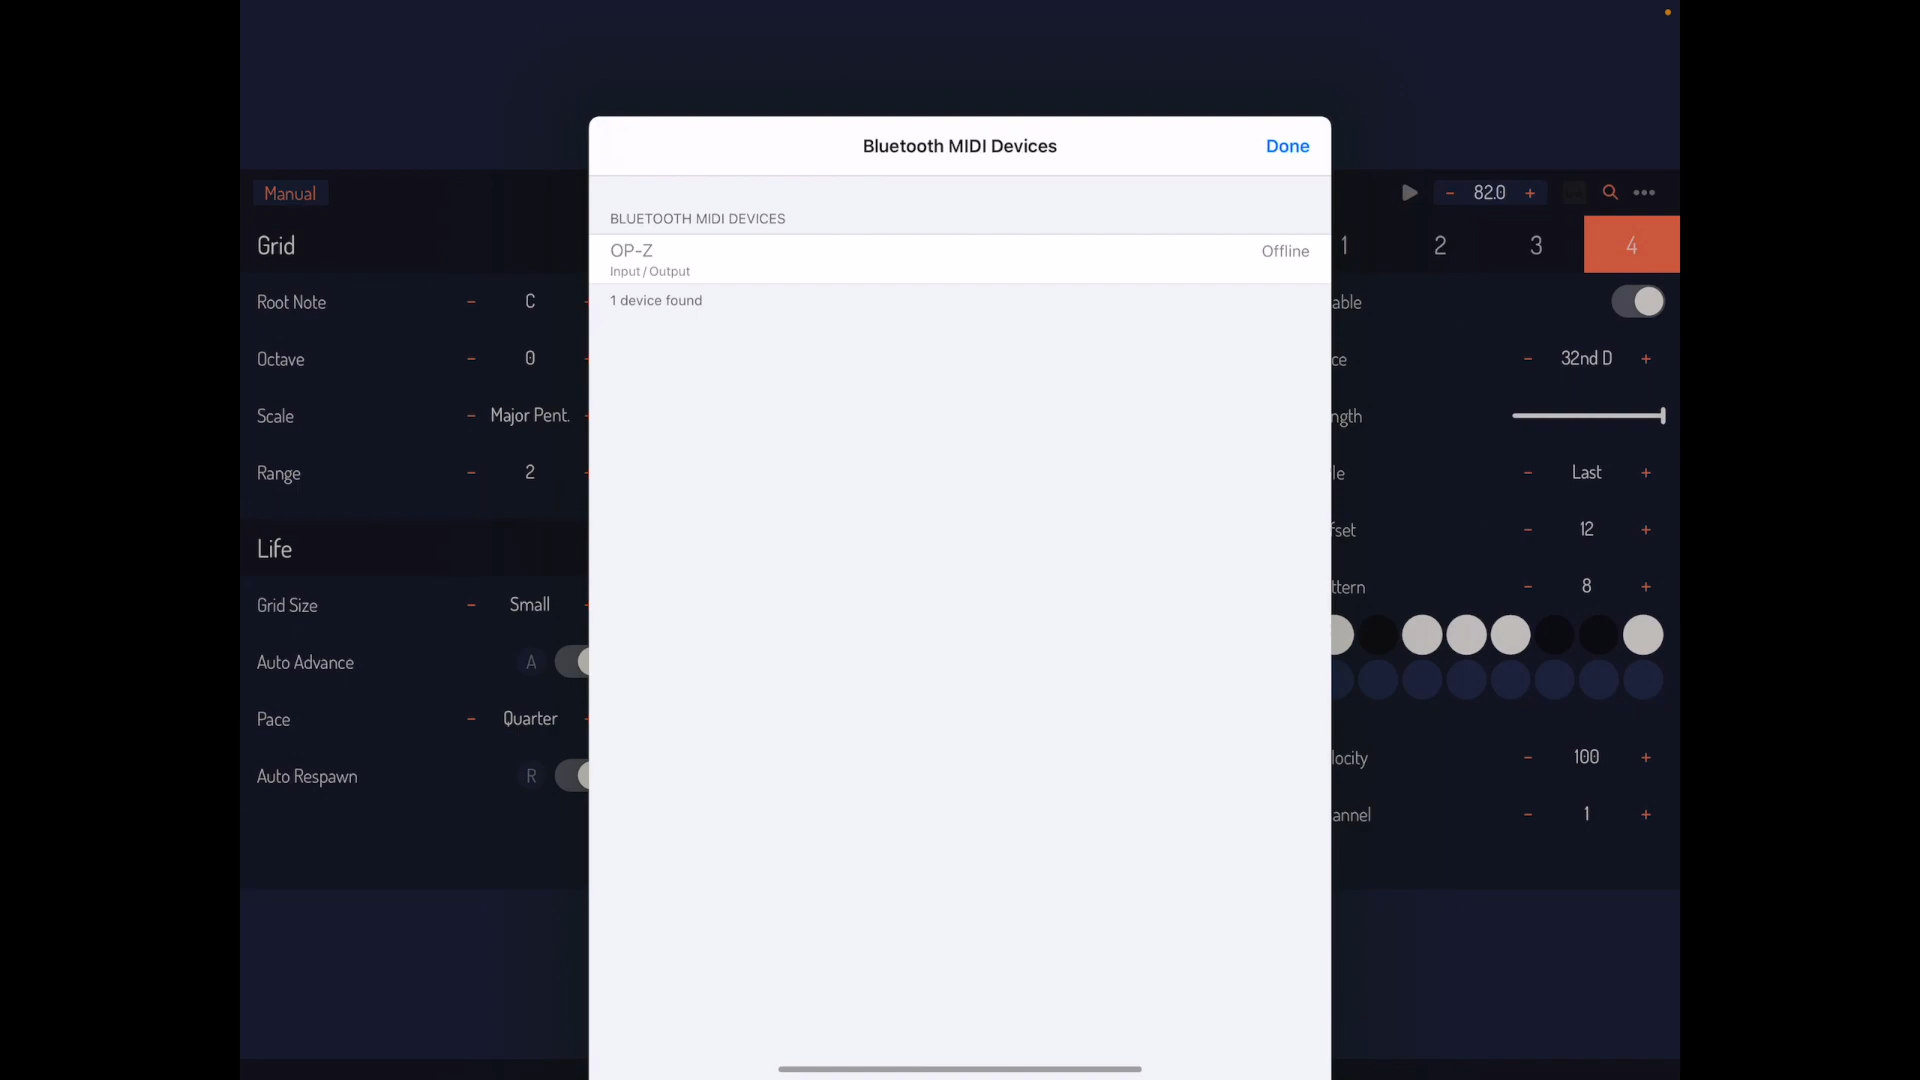 Bluetooth MIDI Devices
Done
BLUETOOTH MIDI DEVICES
OP-Z
Offline
Input / Output
1 device found
Manual
Grid
Root Note - C -
Octave - 0 -
Scale - Major Pent. -
Range - 2 -
Life
Grid Size - Small -
Auto Advance A
Pace - Quarter -
Auto Respawn R
- 82.0 + •••
1 2 3 4
able
ce - 32nd D +
ngth
le - Last +
fset - 12 +
ttern - 8 +
locity - 100 +
annel - 1 +